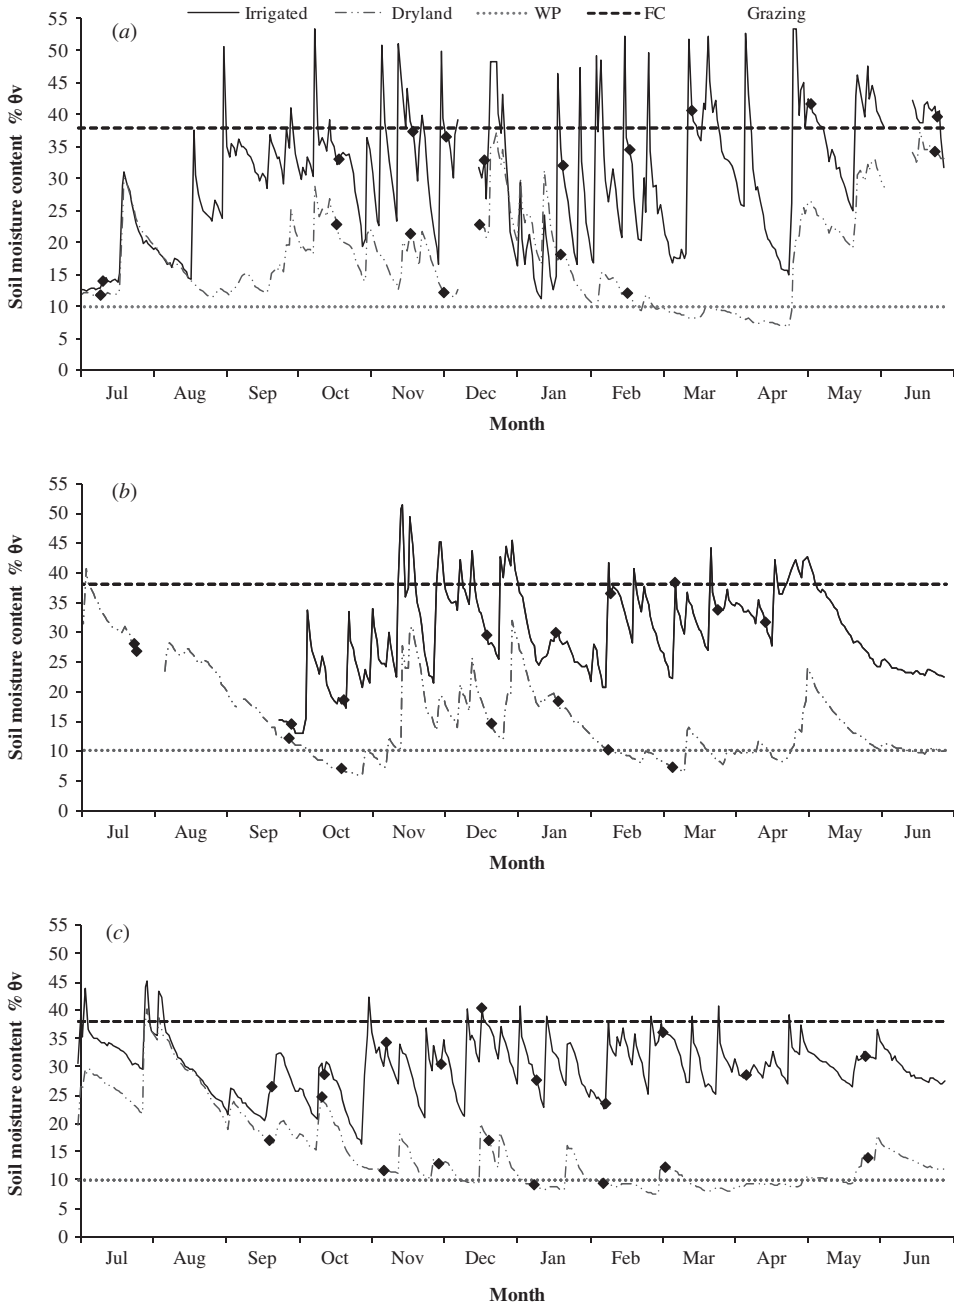 Irrigated Dryland WP FC Grazing
(a)
55
50
45
40
35
30
25
20
15
10
5
0
Soil moisture content % θv
Jul Aug Sep Oct Nov Dec Jan Feb Mar Apr May Jun
Month
(b)
55
50
45
40
35
30
25
20
15
10
5
0
Soil moisture content % θv
Jul Aug Sep Oct Nov Dec Jan Feb Mar Apr May Jun
Month
(c)
55
50
45
40
35
30
25
20
15
10
5
0
Soil moisture content % θv
Jul Aug Sep Oct Nov Dec Jan Feb Mar Apr May Jun
Month